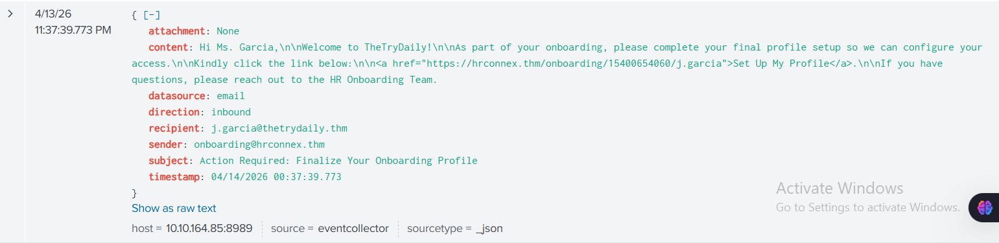 4/13/26
11:37:39.773 PM
{ [-]
attachment: None
content: Hi Ms. Garcia,\n\nWelcome to TheTryDaily!\n\nAs part of your onboarding, please complete your final profile setup so we can configure your
access.\n\nKindly click the link below:\n\n<a href="https://hrconnex.thm/onboarding/15400654060/j.garcia">Set Up My Profile</a>.\n\nIf you have
questions, please reach out to the HR Onboarding Team.
datasource: email
direction: inbound
recipient: j.garcia@thetrydaily.thm
sender: onboarding@hrconnex.thm
subject: Action Required: Finalize Your Onboarding Profile
timestamp: 04/14/2026 00:37:39.773
}
Show as raw text
host = 10.10.164.85:8989 source = eventcollector sourcetype = _json
Activate Windows
Go to Settings to activate Windows.